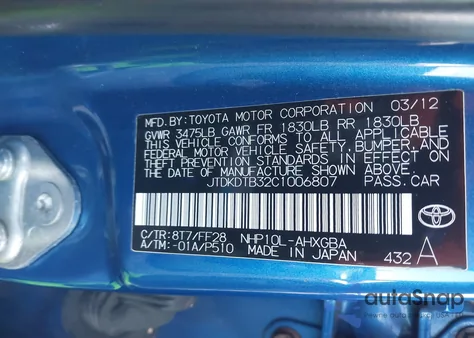 MFD. BY: TOYOTA MOTOR CORPORATION 03/12
GVWR 3475LB GAWR FR 1830LB RR 1830LB
THIS VEHICLE CONFORMS TO ALL APPLICABLE
FEDERAL MOTOR VEHICLE SAFETY, BUMPER, AND
THEFT PREVENTION STANDARDS IN EFFECT ON
THE DATE OF MANUFACTURE SHOWN ABOVE.
JTDKDTB32C1006807 PASS.CAR
C/TR: 8T7/FF28 NHP10L-AHXGBA
A/TM: -01A/P510 MADE IN JAPAN
432 A
TOYOTA
autoSnap